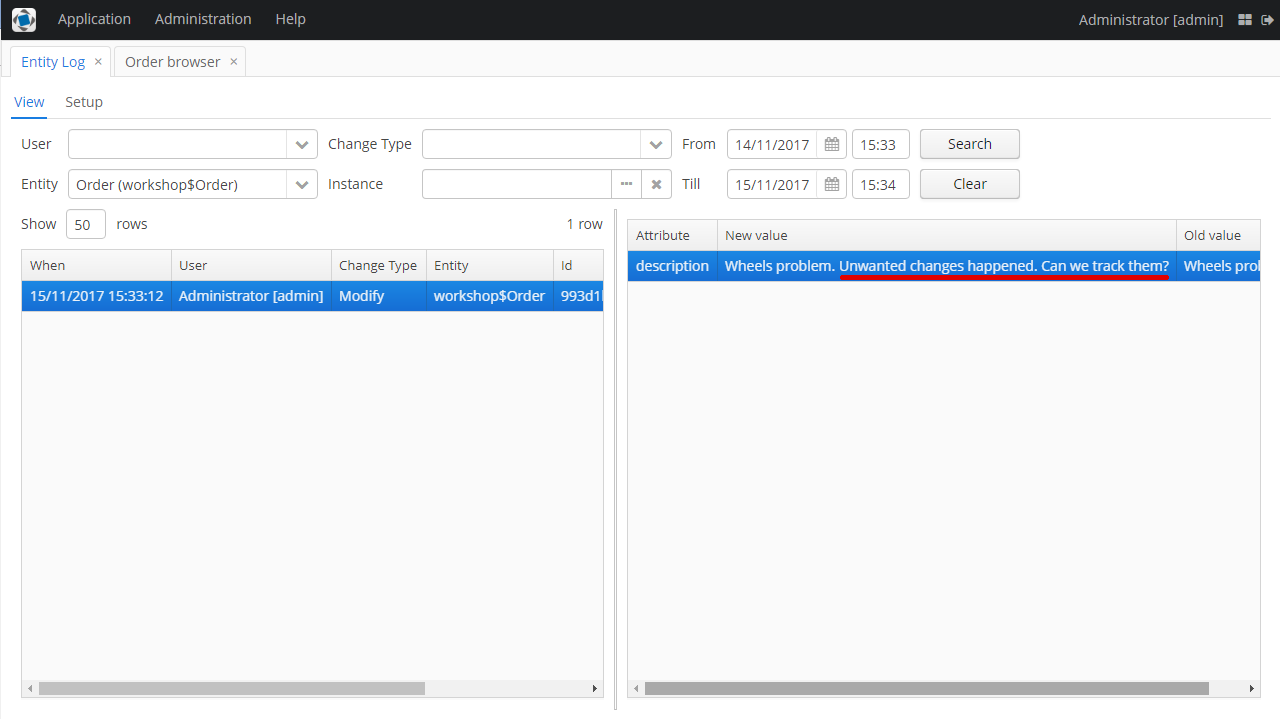 Application Administration Help Administrator [admin]
Entity Log × Order browser ×
View Setup
User Change Type From 14/11/2017 15:33 Search
Entity Order (workshop$Order) Instance Till 15/11/2017 15:34 Clear
Show 50 rows 1 row
When User Change Type Entity Id
15/11/2017 15:33:12 Administrator [admin] Modify workshop$Order 993d1
Attribute New value Old value
description Wheels problem. Unwanted changes happened. Can we track them? Wheels prol